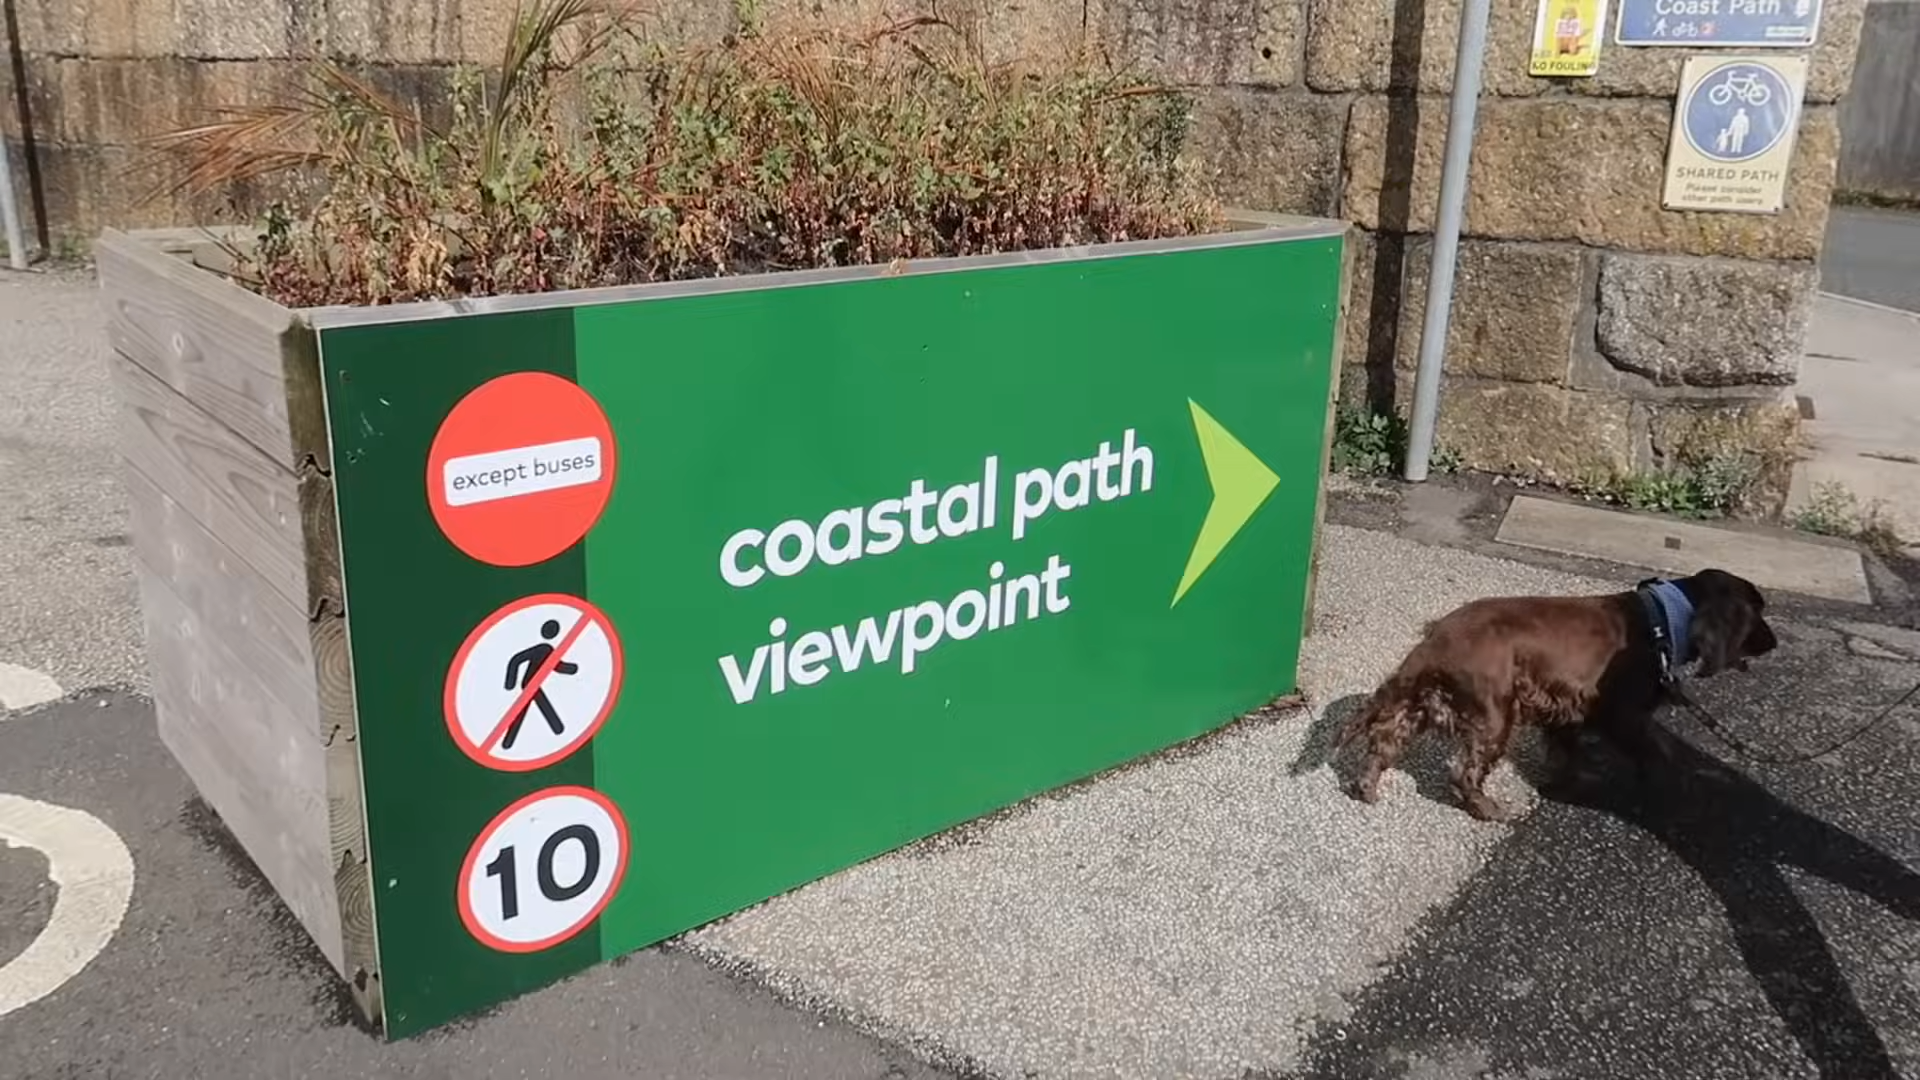 Coast Path
NO FOULING
SHARED PATH
Please consider
other path users
except buses
coastal path
viewpoint
10